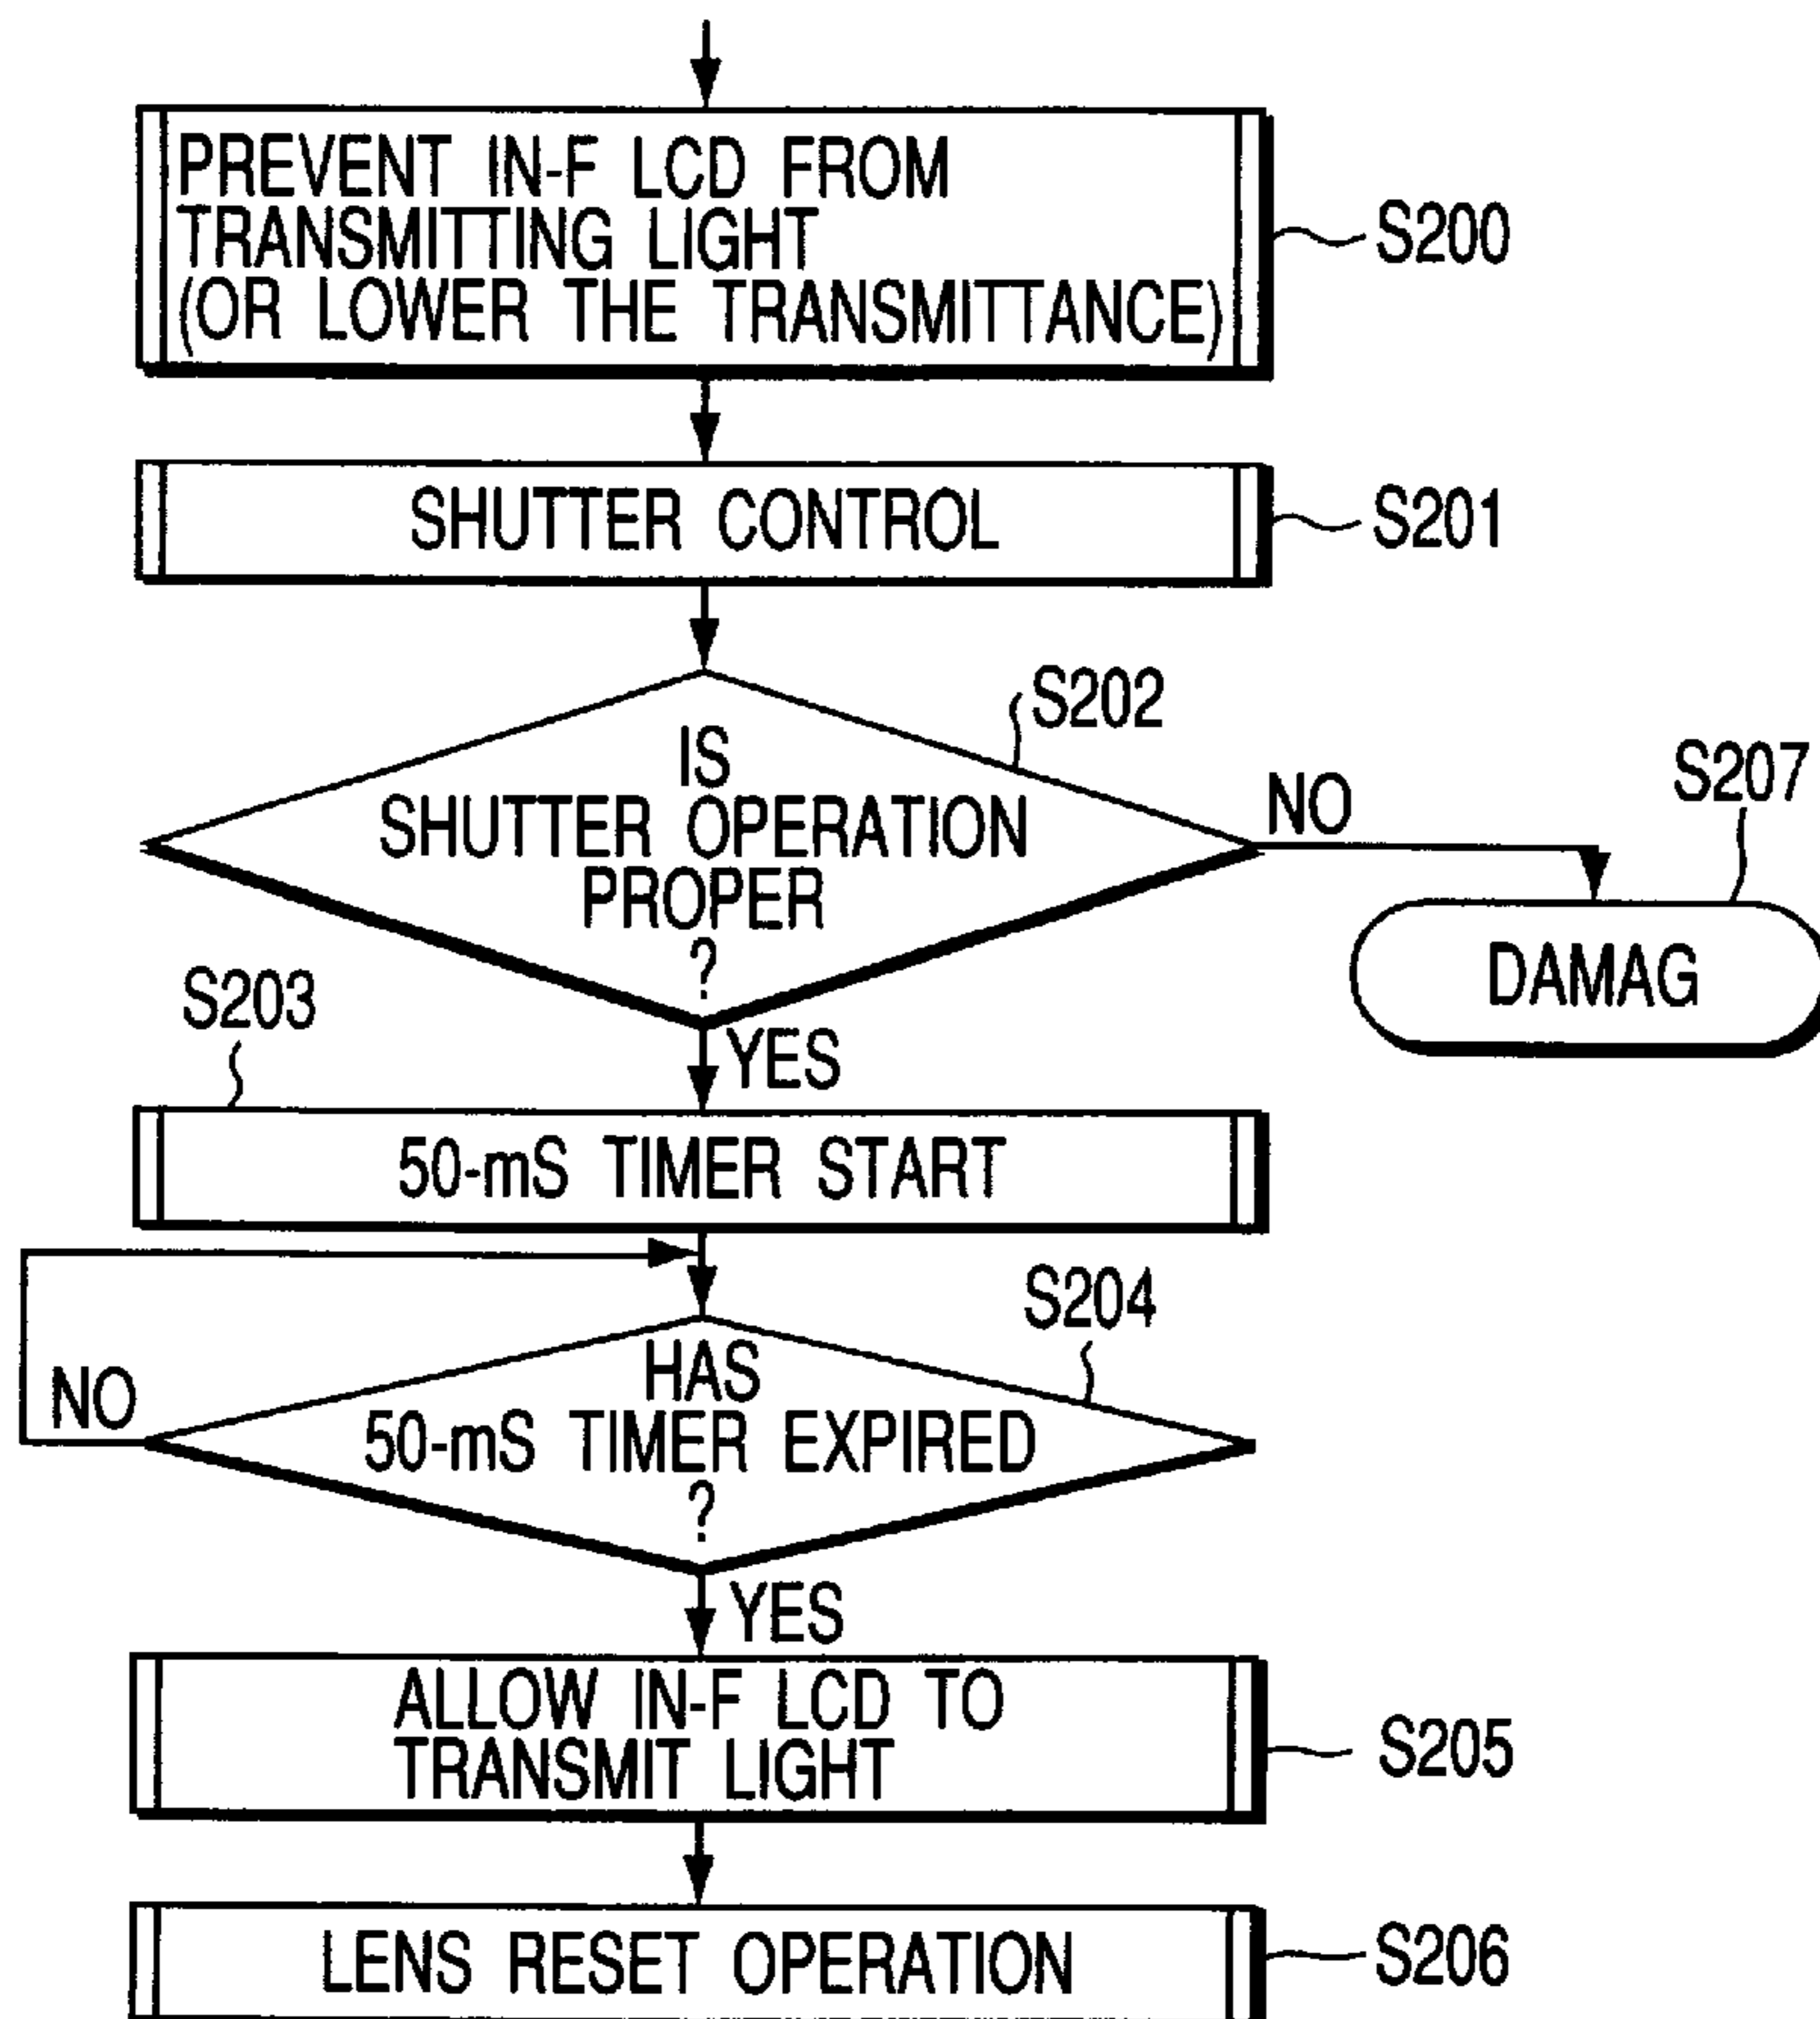 PREVENT IN-F LCD FROM
TRANSMITTING LIGHT
(OR LOWER THE TRANSMITTANCE)
S200
SHUTTER CONTROL
S201
S202
IS
SHUTTER OPERATION
PROPER
?
NO
S207
DAMAG
YES
S203
50-mS TIMER START
S204
HAS
50-mS TIMER EXPIRED
?
NO
YES
ALLOW IN-F LCD TO
TRANSMIT LIGHT
S205
LENS RESET OPERATION
S206